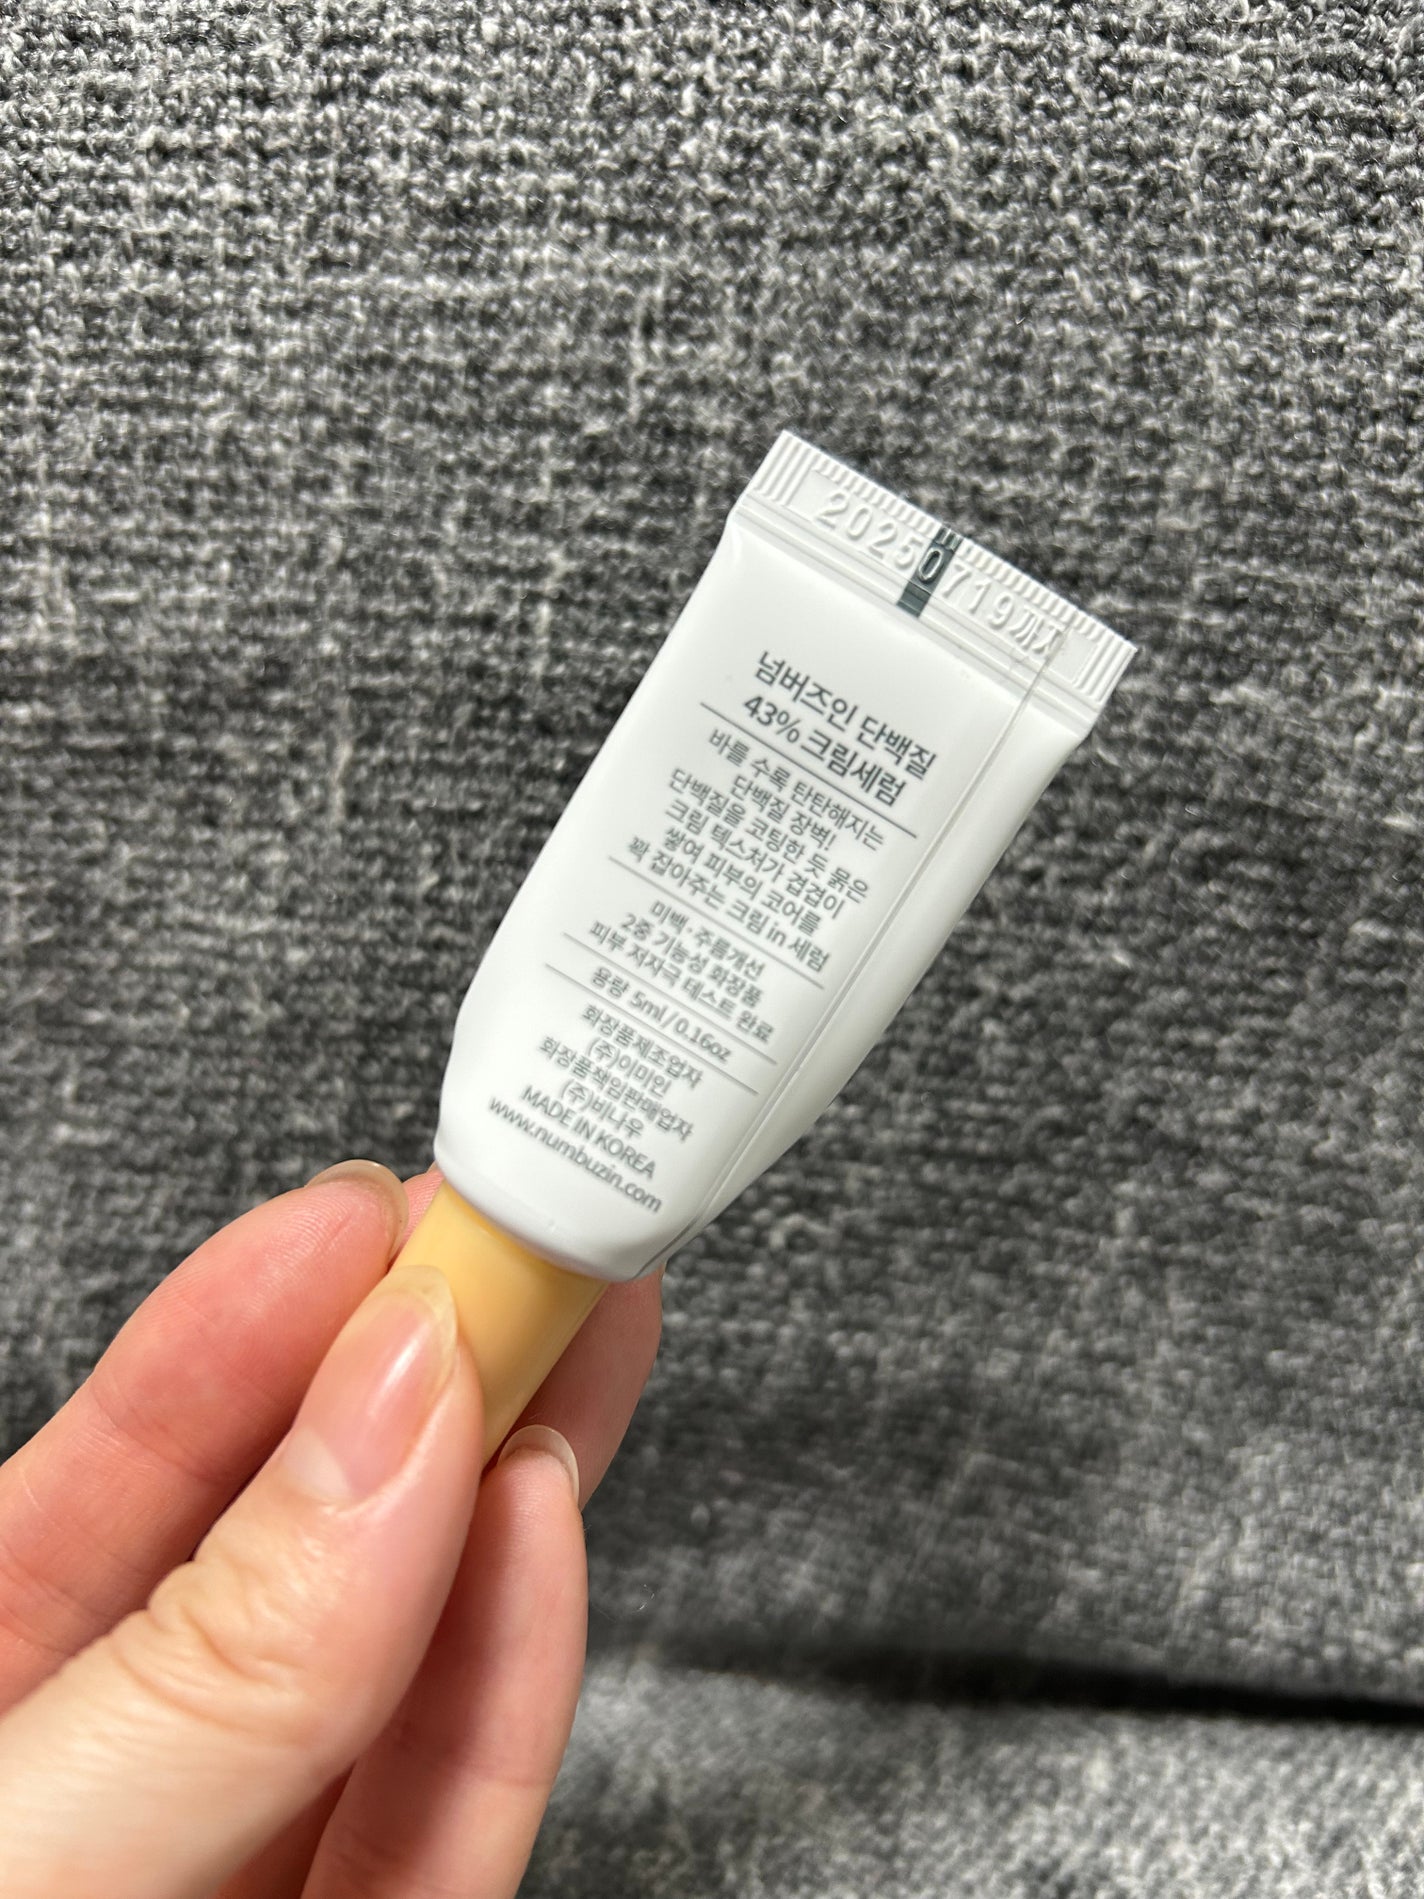 20250719까지
넘버즈인 단백질
43% 크림세럼
바를 수록 탄탄해지는
단백질 장벽!
단백질을 코팅한 듯 묽은
크림 텍스처가 겹겹이
쌓여 피부의 코어를
꽉 잡아주는 크림 in 세럼
미백·주름개선
2중 기능성 화장품
피부 저자극 테스트 완료
용량 5ml/0.16oz
화장품제조업자
(주)이미인
화장품책임판매업자
(주)비나우
MADE IN KOREA
www.numbuzin.com